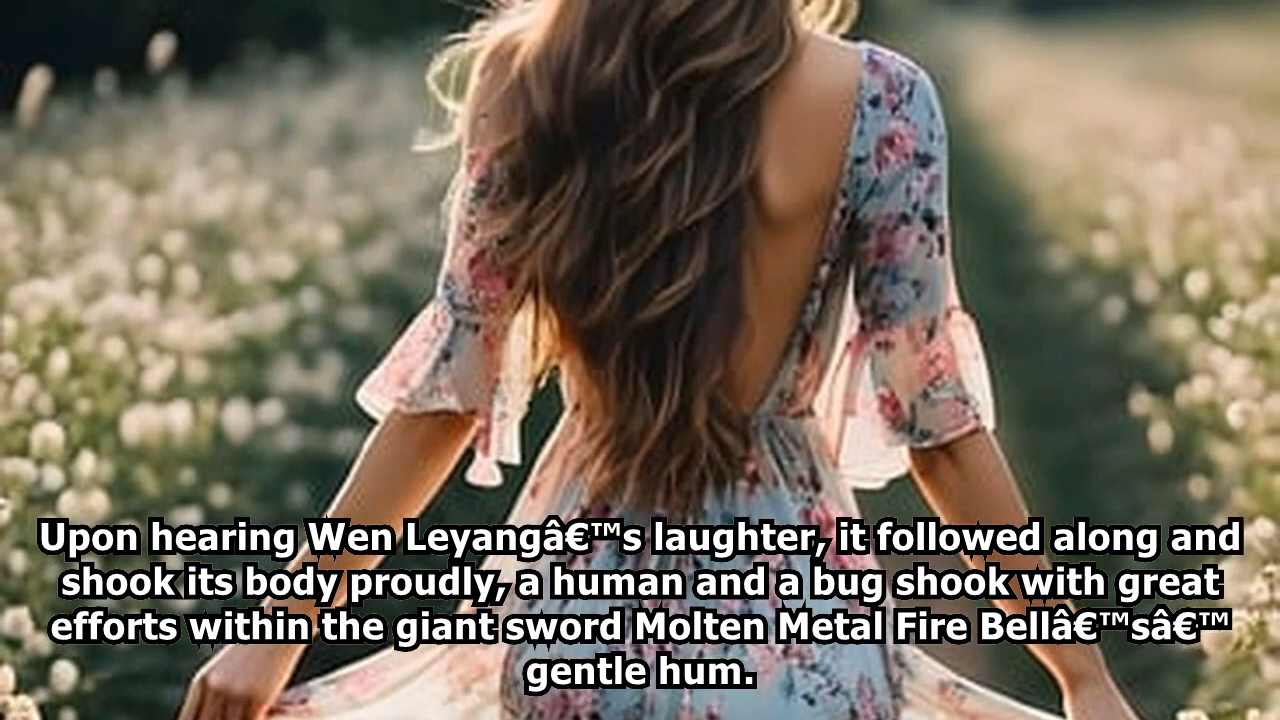 Upon hearing Wen Leyangâ€™s laughter, it followed along and
shook its body proudly, a human and a bug shook with great
efforts within the giant sword Molten Metal Fire Bellâ€™sâ€™
gentle hum.